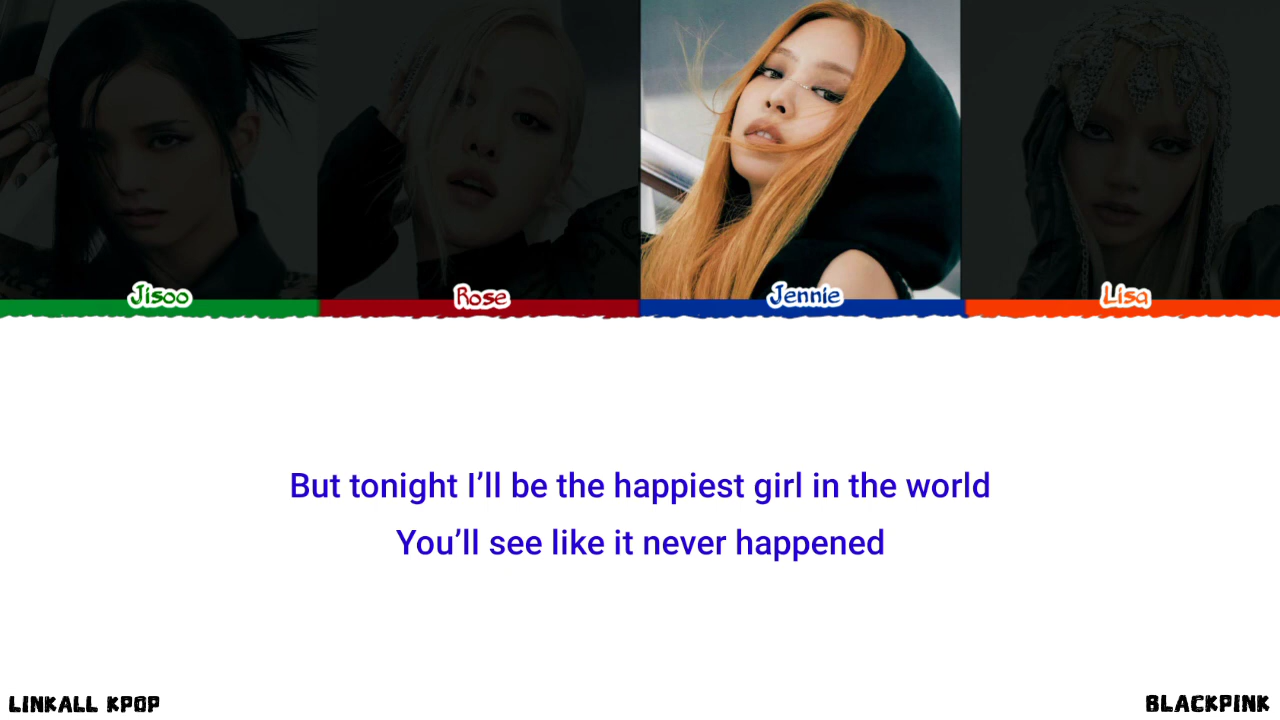 Jisoo
Rose
Jennie
Lisa
But tonight I’ll be the happiest girl in the world
You’ll see like it never happened
LINKALL KPOP
BLACKPINK